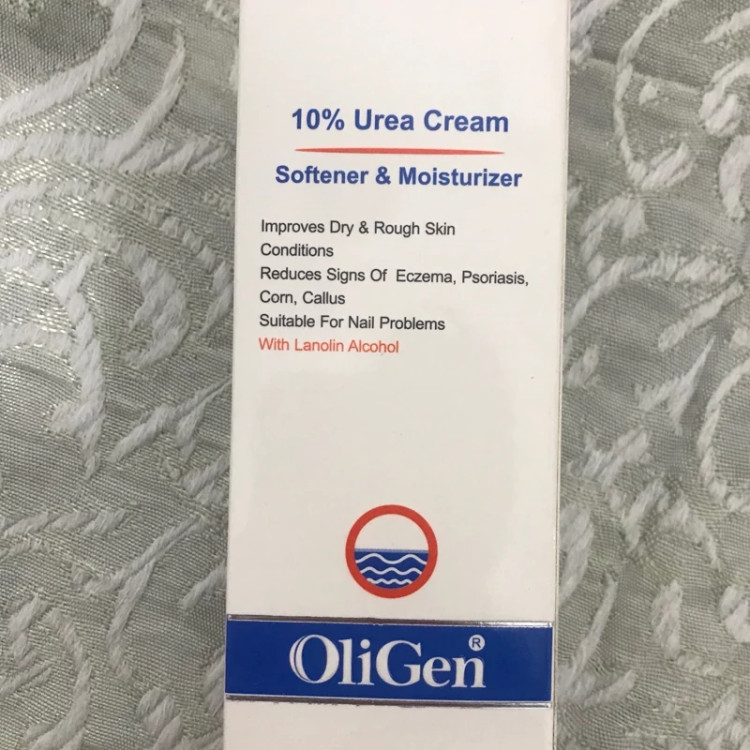 10% Urea Cream
Softener & Moisturizer
Improves Dry & Rough Skin
Conditions
Reduces Signs Of Eczema, Psoriasis,
Corn, Callus
Suitable For Nail Problems
With Lanolin Alcohol
OliGen®